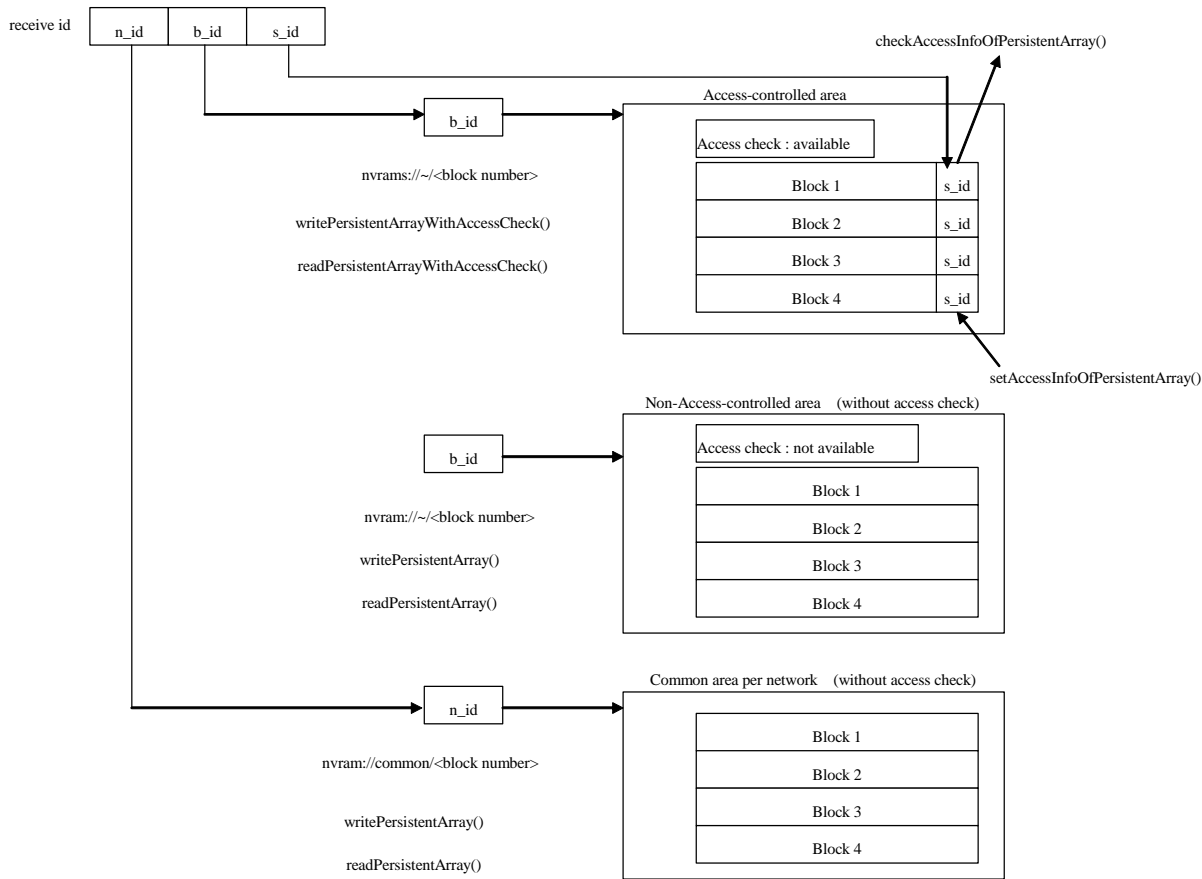 receive id
n_id
b_id
s_id
checkAccessInfoOfPersistentArray()
Access-controlled area
b_id
Access check : available
nvrams://~/<block number>
Block 1
s_id
writePersistentArrayWithAccessCheck()
Block 2
s_id
readPersistentArrayWithAccessCheck()
Block 3
s_id
Block 4
s_id
setAccessInfoOfPersistentArray()
Non-Access-controlled area (without access check)
b_id
Access check : not available
nvram://~/<block number>
Block 1
Block 2
writePersistentArray()
Block 3
readPersistentArray()
Block 4
Common area per network (without access check)
n_id
Block 1
nvram://common/<block number>
Block 2
writePersistentArray()
Block 3
readPersistentArray()
Block 4